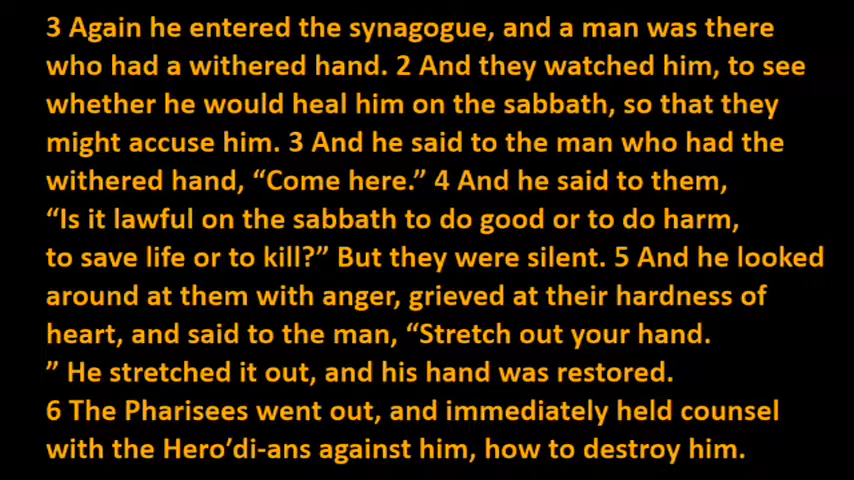 3 Again he entered the synagogue, and a man was there
who had a withered hand. 2 And they watched him, to see
whether he would heal him on the sabbath, so that they
might accuse him. 3 And he said to the man who had the
withered hand, “Come here.” 4 And he said to them,
“Is it lawful on the sabbath to do good or to do harm,
to save life or to kill?” But they were silent. 5 And he looked
around at them with anger, grieved at their hardness of
heart, and said to the man, “Stretch out your hand.
” He stretched it out, and his hand was restored.
6 The Pharisees went out, and immediately held counsel
with the Hero’di-ans against him, how to destroy him.